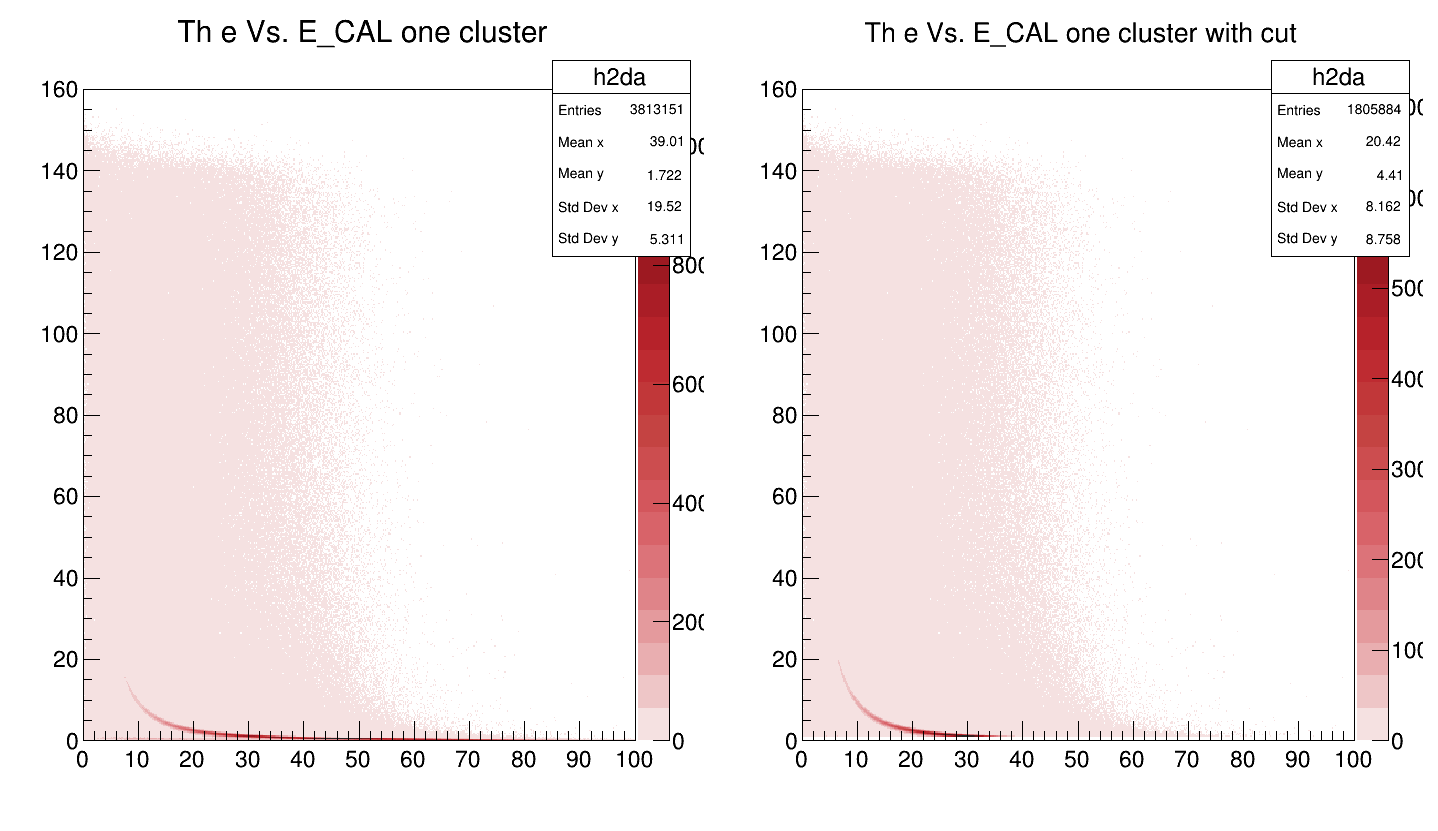 Th e Vs. E_CAL one cluster
h2da
Entries 3813151
Mean x 39.01
Mean y 1.722
Std Dev x 19.52
Std Dev y 5.311
160
140
120
100
80
60
40
20
0
0 10 20 30 40 50 60 70 80 90 100
800
600
400
200
0
Th e Vs. E_CAL one cluster with cut
h2da
Entries 1805884
Mean x 20.42
Mean y 4.41
Std Dev x 8.162
Std Dev y 8.758
160
140
120
100
80
60
40
20
0
0 10 20 30 40 50 60 70 80 90 100
500
400
300
200
100
0